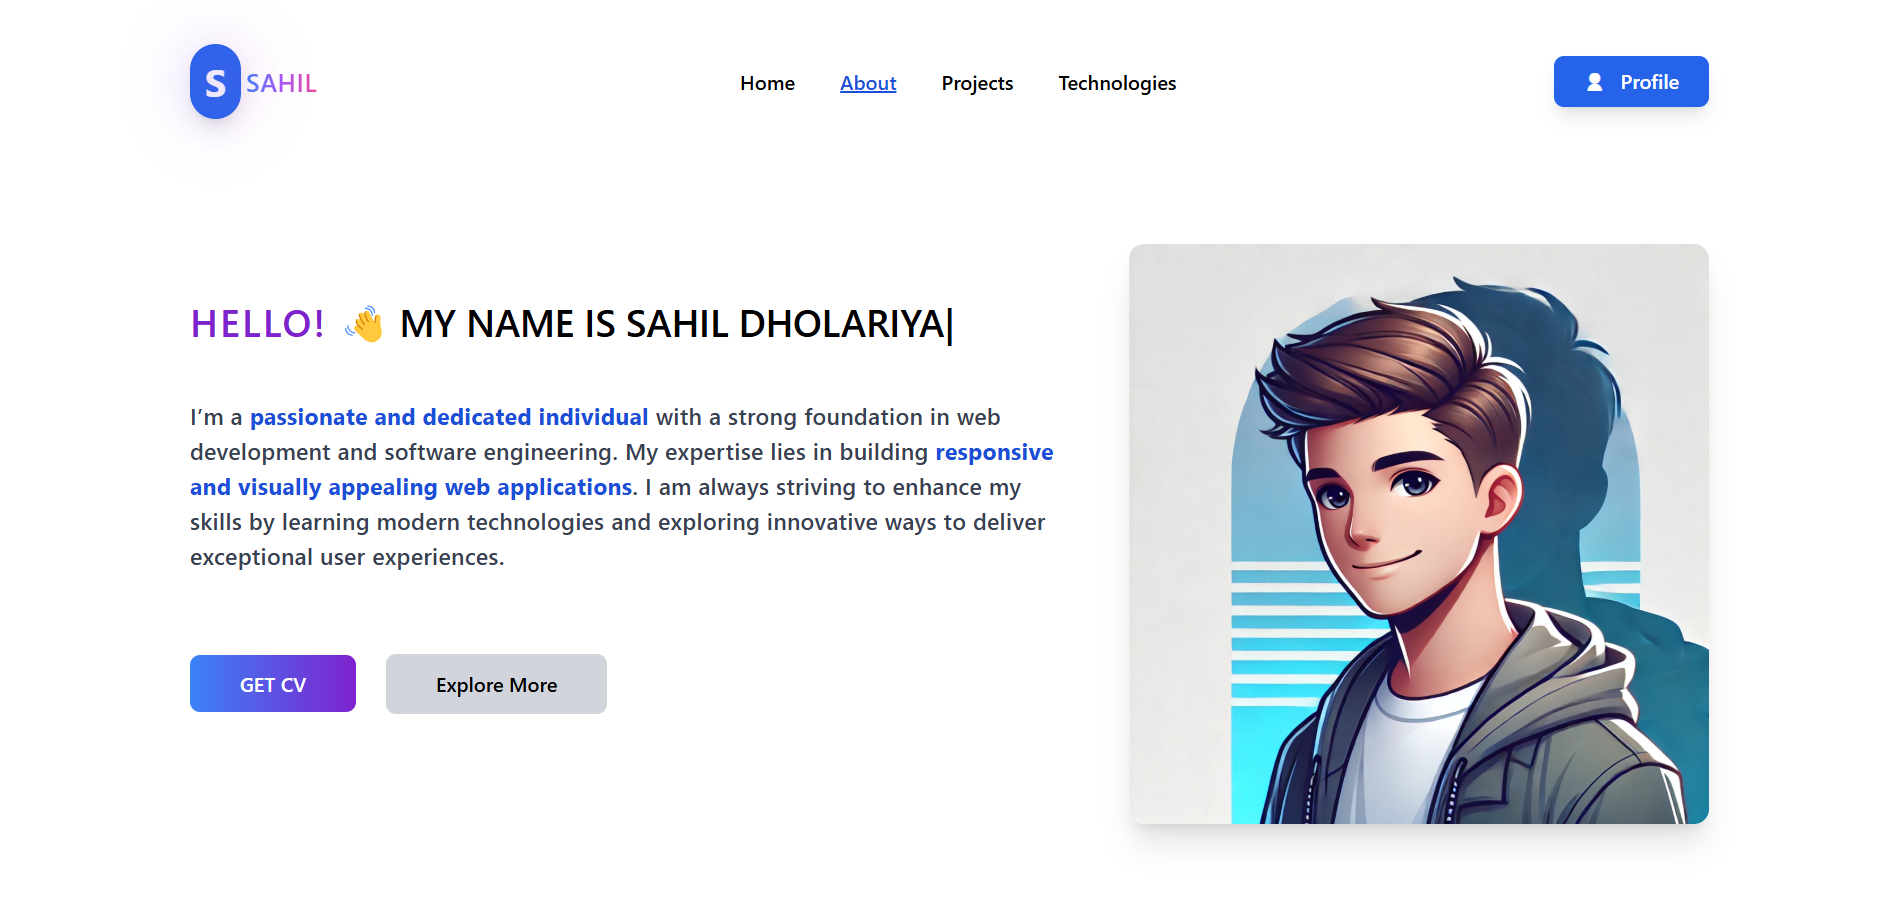 S SAHIL
Home About Projects Technologies
Profile
HELLO! 👋 MY NAME IS SAHIL DHOLARIYA|
I’m a passionate and dedicated individual with a strong foundation in web
development and software engineering. My expertise lies in building responsive
and visually appealing web applications. I am always striving to enhance my
skills by learning modern technologies and exploring innovative ways to deliver
exceptional user experiences.
GET CV
Explore More